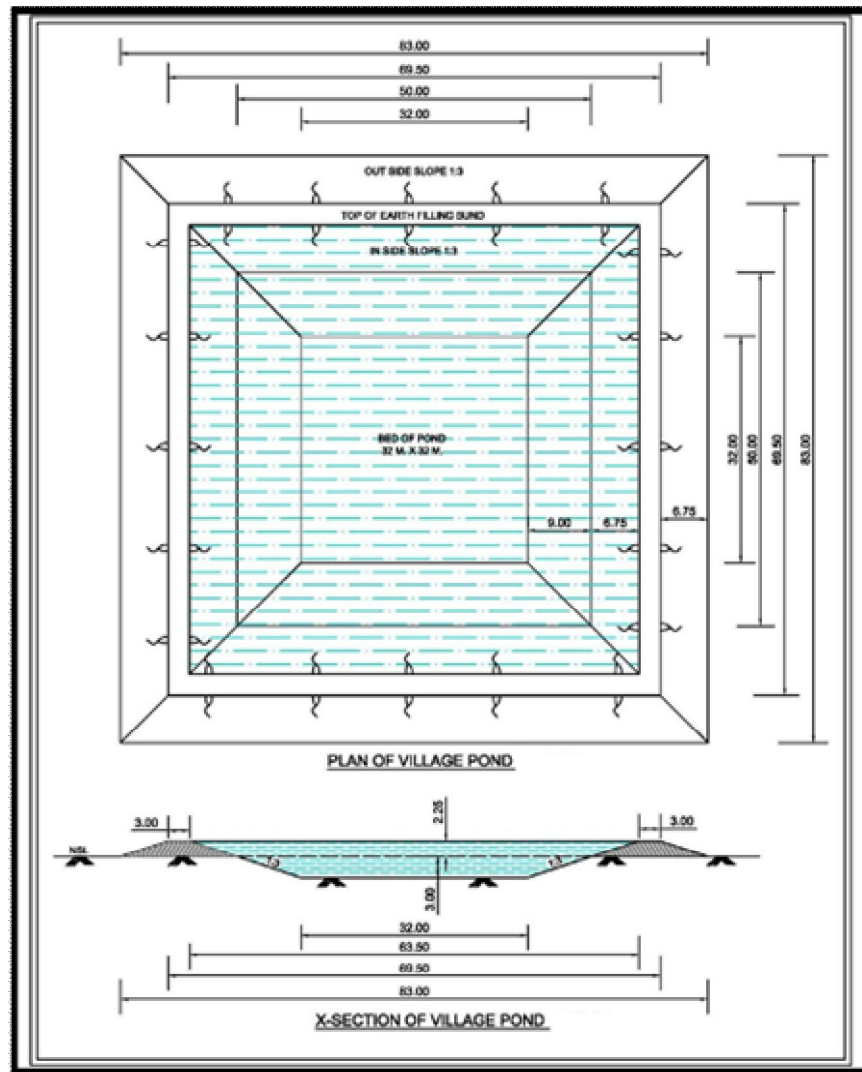 83.00
69.50
50.00
32.00
OUT SIDE SLOPE 1:3
TOP OF EARTH FILLING BUND
IN SIDE SLOPE 1:3
BED OF POND
32 M. X 32 M.
9.00
6.75
6.75
32.00
50.00
69.50
83.00
PLAN OF VILLAGE POND
3.00
2.25
3.00
NSL
1:3
1:3
3.00
32.00
63.50
69.50
83.00
X-SECTION OF VILLAGE POND